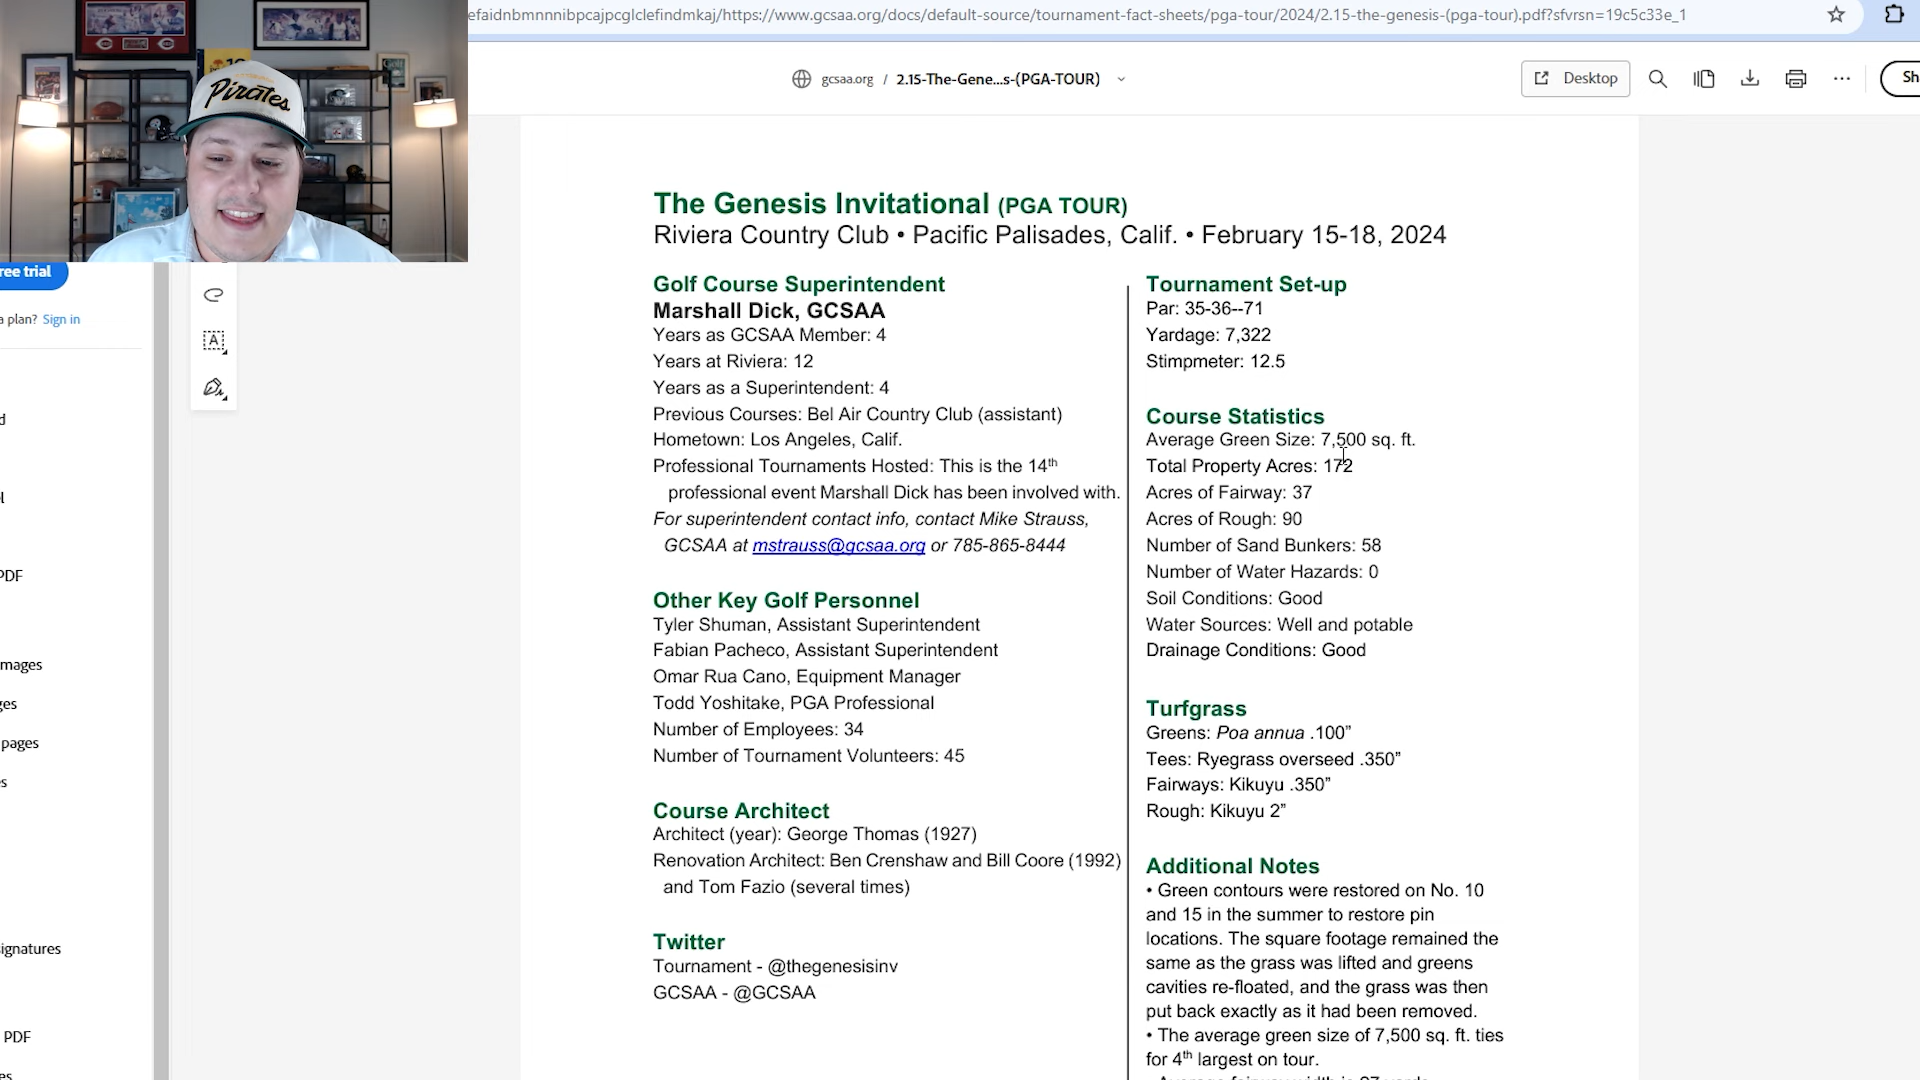 efaidnbmnnnibpcajpcglclefindmkaj/https://www.gcsaa.org/docs/default-source/tournament-fact-sheets/pga-tour/2024/2.15-the-genesis-(pga-tour).pdf?sfvrsn=19c5c33e_1
gcsaa.org / 2.15-The-Gene...s-(PGA-TOUR)
Desktop
Sh
Pirates
ree trial
a plan? Sign in
PDF
mages
ges
pages
signatures
PDF
The Genesis Invitational (PGA TOUR)
Riviera Country Club • Pacific Palisades, Calif. • February 15-18, 2024
Golf Course Superintendent
Marshall Dick, GCSAA
Years as GCSAA Member: 4
Years at Riviera: 12
Years as a Superintendent: 4
Previous Courses: Bel Air Country Club (assistant)
Hometown: Los Angeles, Calif.
Professional Tournaments Hosted: This is the 14th
professional event Marshall Dick has been involved with.
For superintendent contact info, contact Mike Strauss,
GCSAA at mstrauss@gcsaa.org or 785-865-8444
Other Key Golf Personnel
Tyler Shuman, Assistant Superintendent
Fabian Pacheco, Assistant Superintendent
Omar Rua Cano, Equipment Manager
Todd Yoshitake, PGA Professional
Number of Employees: 34
Number of Tournament Volunteers: 45
Course Architect
Architect (year): George Thomas (1927)
Renovation Architect: Ben Crenshaw and Bill Coore (1992)
and Tom Fazio (several times)
Twitter
Tournament - @thegenesisinv
GCSAA - @GCSAA
Tournament Set-up
Par: 35-36--71
Yardage: 7,322
Stimpmeter: 12.5
Course Statistics
Average Green Size: 7,500 sq. ft.
Total Property Acres: 172
Acres of Fairway: 37
Acres of Rough: 90
Number of Sand Bunkers: 58
Number of Water Hazards: 0
Soil Conditions: Good
Water Sources: Well and potable
Drainage Conditions: Good
Turfgrass
Greens: Poa annua .100”
Tees: Ryegrass overseed .350”
Fairways: Kikuyu .350”
Rough: Kikuyu 2”
Additional Notes
• Green contours were restored on No. 10
and 15 in the summer to restore pin
locations. The square footage remained the
same as the grass was lifted and greens
cavities re-floated, and the grass was then
put back exactly as it had been removed.
• The average green size of 7,500 sq. ft. ties
for 4th largest on tour.